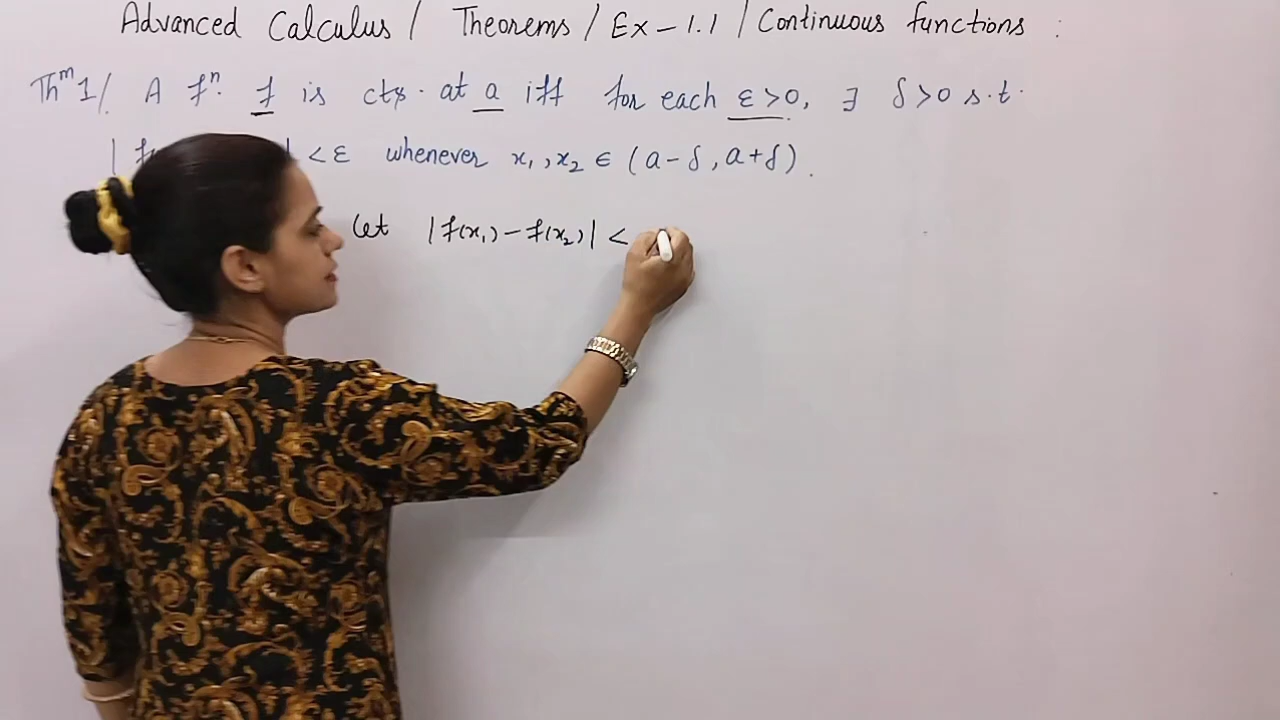 Advanced Calculus / Theorems / Ex - 1.1 / Continuous functions :
Thm 1/. A fn. f is cts. at a iff for each ε > 0, ∃ δ > 0 s.t.
| < ε whenever x₁, x₂ ∈ (a - δ, a + δ).
Let | f(x₁) - f(x₂) | <